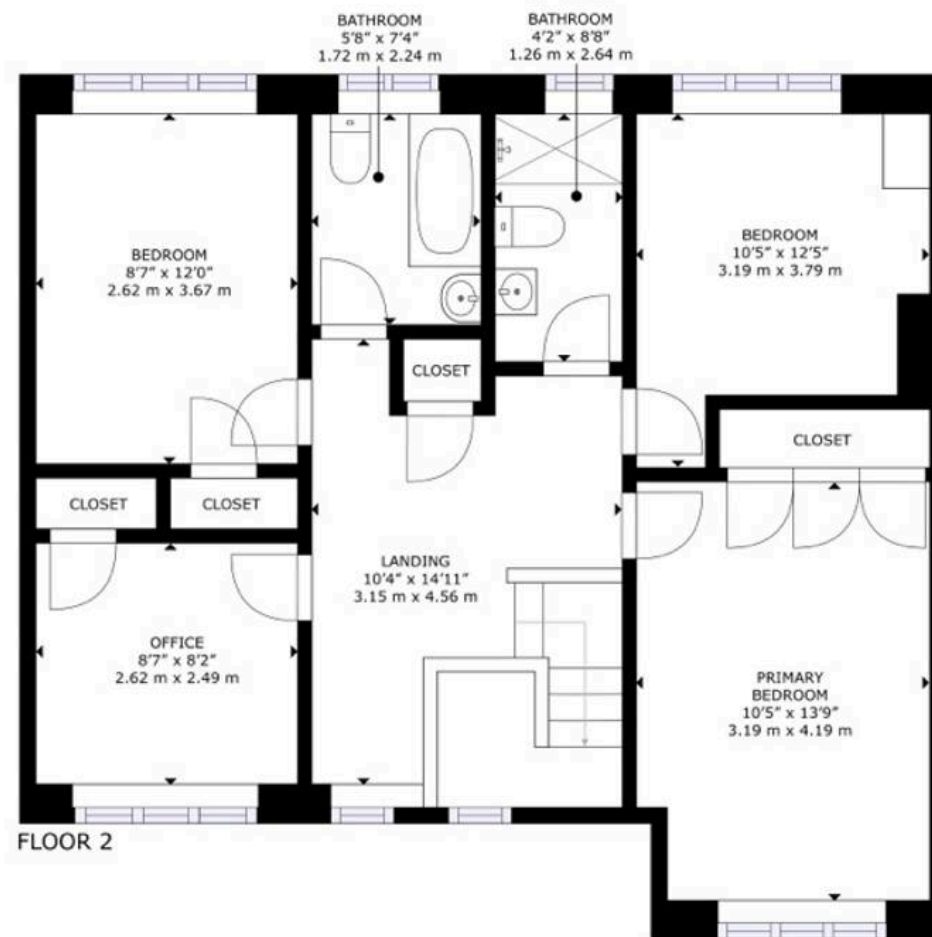 BATHROOM
5'8" x 7'4"
1.72 m x 2.24 m
BATHROOM
4'2" x 8'8"
1.26 m x 2.64 m
BEDROOM
8'7" x 12'0"
2.62 m x 3.67 m
BEDROOM
10'5" x 12'5"
3.19 m x 3.79 m
CLOSET
CLOSET
CLOSET
CLOSET
LANDING
10'4" x 14'11"
3.15 m x 4.56 m
OFFICE
8'7" x 8'2"
2.62 m x 2.49 m
PRIMARY
BEDROOM
10'5" x 13'9"
3.19 m x 4.19 m
FLOOR 2